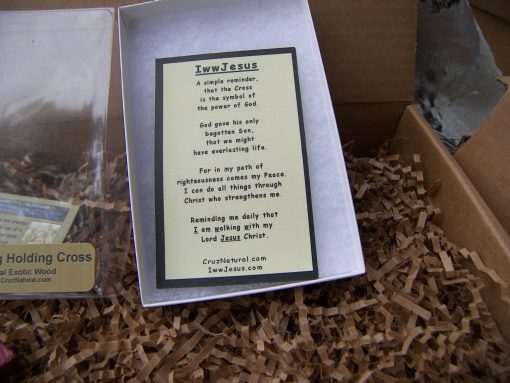 IwwJesus
A simple reminder,
that the Cross
is the symbol of
the power of God.
God gave his only
begotten Son,
that we might
have everlasting life.
For in my path of
righteousness comes my Peace.
I can do all things through
Christ who strengthens me.
Reminding me daily that
I am walking with my
Lord Jesus Christ.
CruzNatural.com
IwwJesus.com
Holding Cross
Exotic Wood
CruzNatural.com